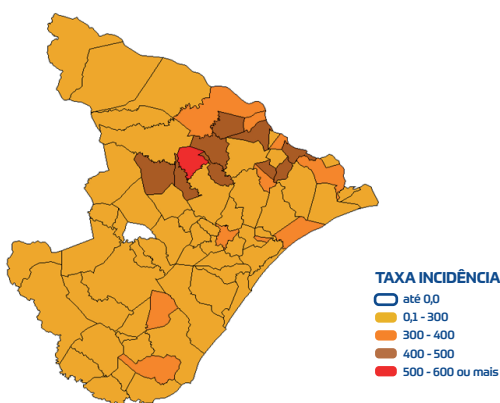 TAXA INCIDÊNCIA
até 0,0
0,1 - 300
300 - 400
400 - 500
500 - 600 ou mais